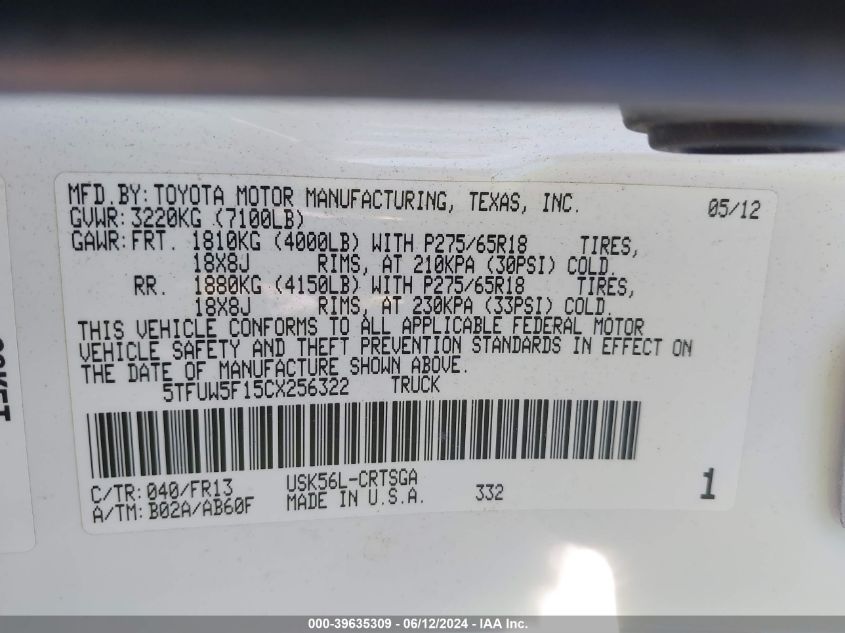 MFD. BY: TOYOTA MOTOR MANUFACTURING, TEXAS, INC. 05/12
GVWR: 3220KG (7100LB)
GAWR: FRT. 1810KG (4000LB) WITH P275/65R18 TIRES,
18X8J RIMS, AT 210KPA (30PSI) COLD.
RR. 1880KG (4150LB) WITH P275/65R18 TIRES,
18X8J RIMS, AT 230KPA (33PSI) COLD.
THIS VEHICLE CONFORMS TO ALL APPLICABLE FEDERAL MOTOR
VEHICLE SAFETY AND THEFT PREVENTION STANDARDS IN EFFECT ON
THE DATE OF MANUFACTURE SHOWN ABOVE.
5TFUW5F15CX256322 TRUCK
C/TR: 040/FR13 USK56L-CRTSGA
A/TM: B02A/AB60F MADE IN U.S.A. 332 1
000-39635309 - 06/12/2024 - IAA Inc.